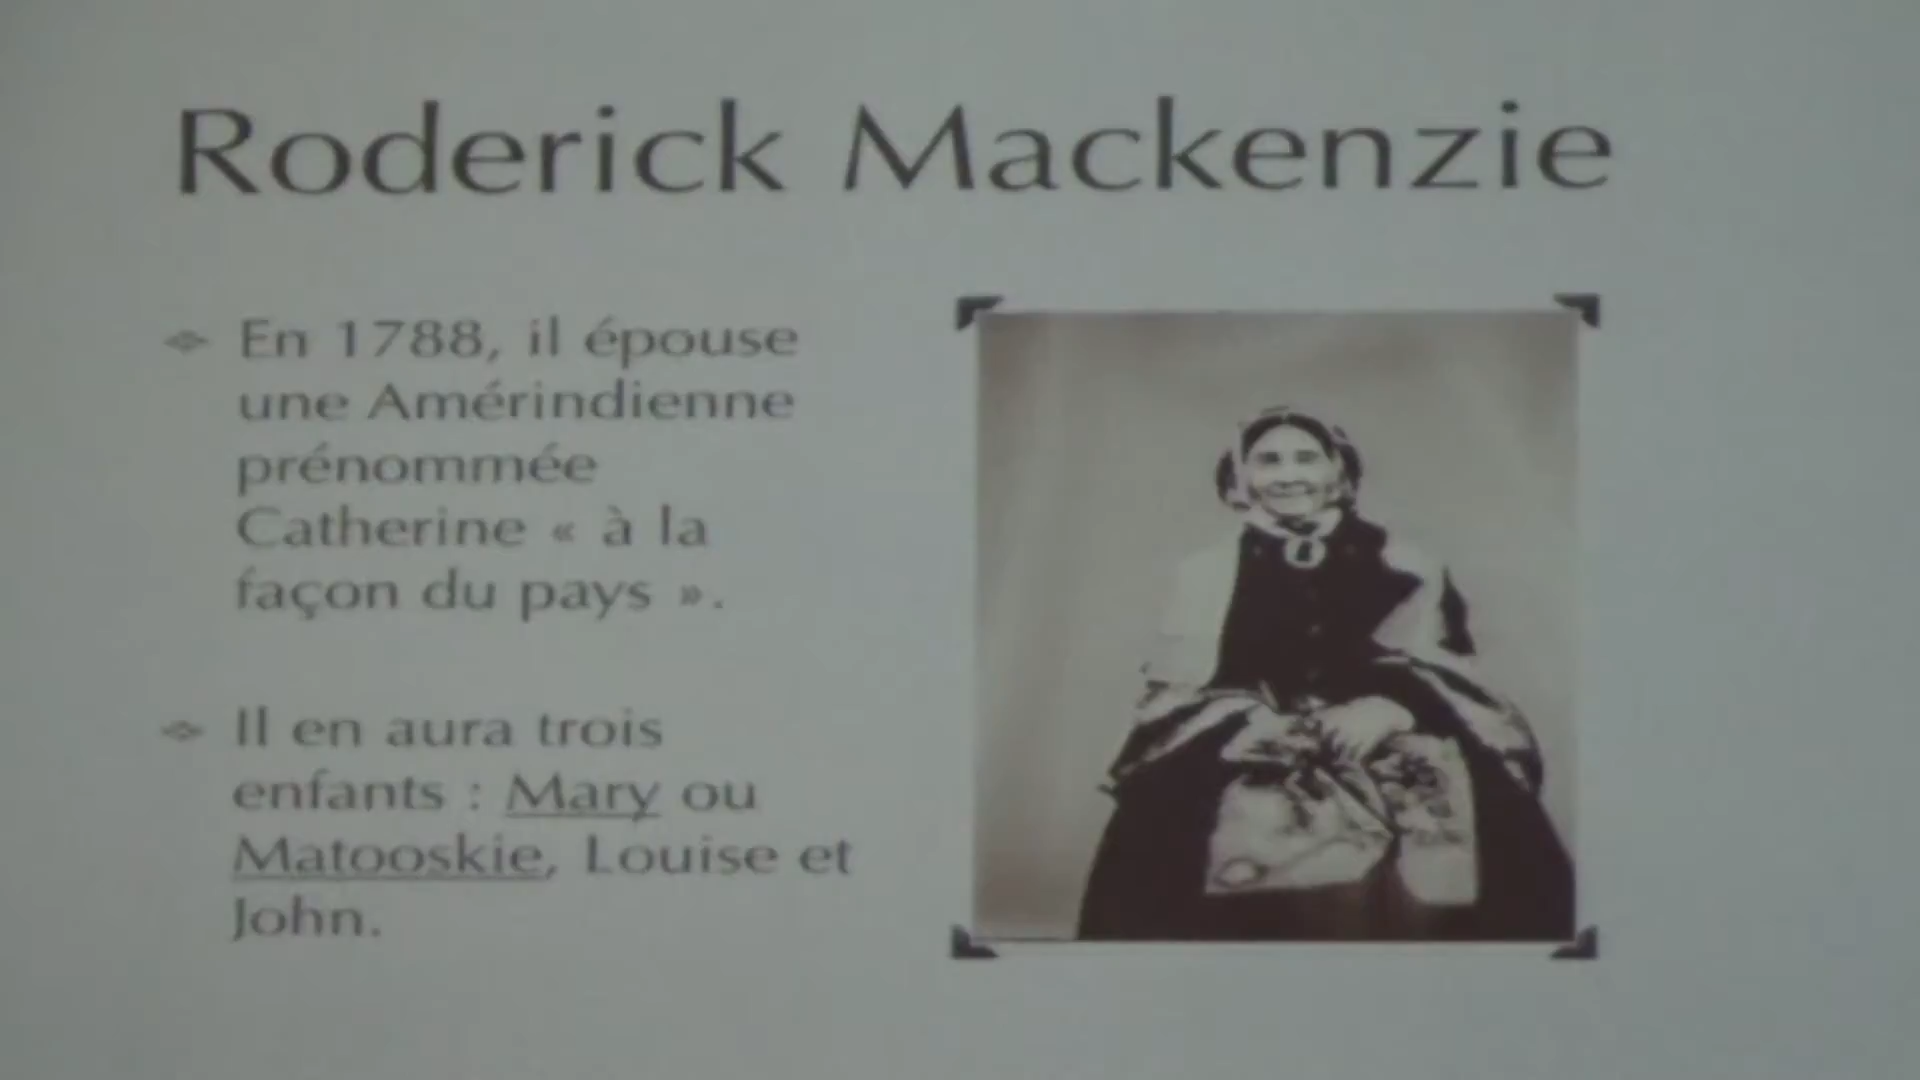 Roderick Mackenzie
En 1788, il épouse
une Amérindienne
prénommée
Catherine « à la
façon du pays ».
Il en aura trois
enfants : Mary ou
Matooskie, Louise et
John.